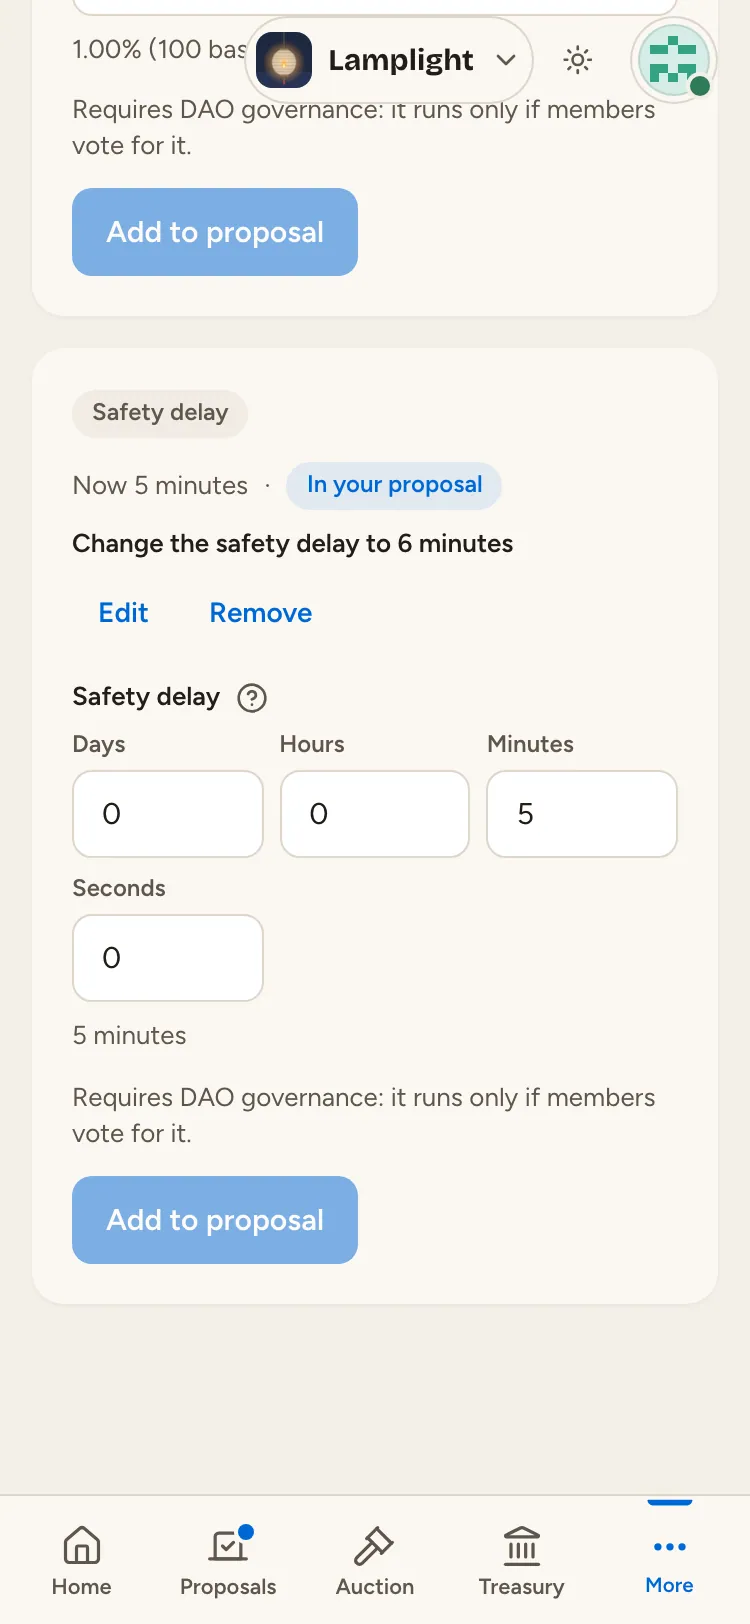 1.00% (100 bas
Lamplight
Requires DAO governance: it runs only if members
vote for it.
Add to proposal
Safety delay
Now 5 minutes · In your proposal
Change the safety delay to 6 minutes
Edit Remove
Safety delay ?
Days Hours Minutes
0 0 5
Seconds
0
5 minutes
Requires DAO governance: it runs only if members
vote for it.
Add to proposal
Home Proposals Auction Treasury More